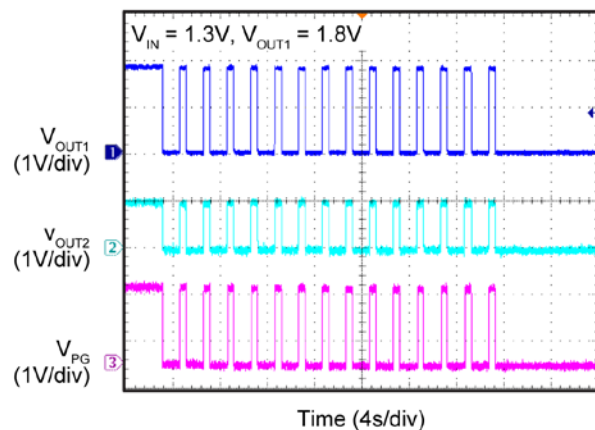 V_IN = 1.3V, V_OUT1 = 1.8V
V_OUT1
(1V/div)
1
V_OUT2
(1V/div)
2
V_PG
(1V/div)
3
Time (4s/div)